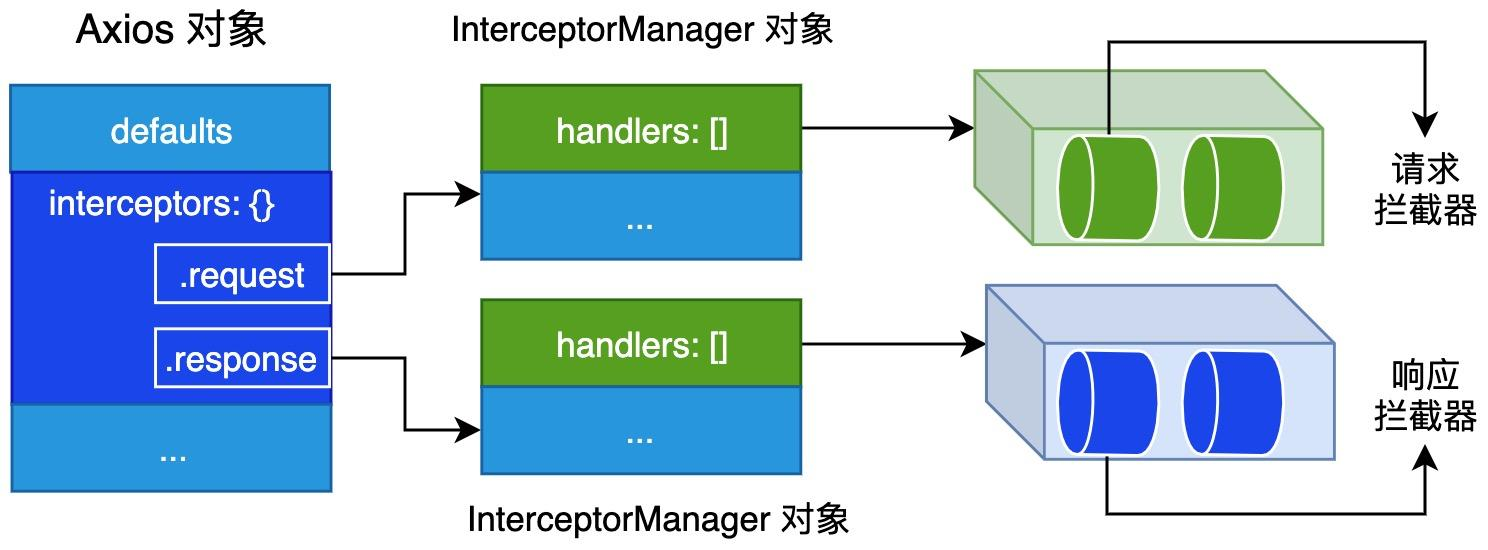 Axios 对象
defaults
interceptors: {}
.request
.response
...
InterceptorManager 对象
handlers: []
...
handlers: []
...
InterceptorManager 对象
请求
拦截器
响应
拦截器